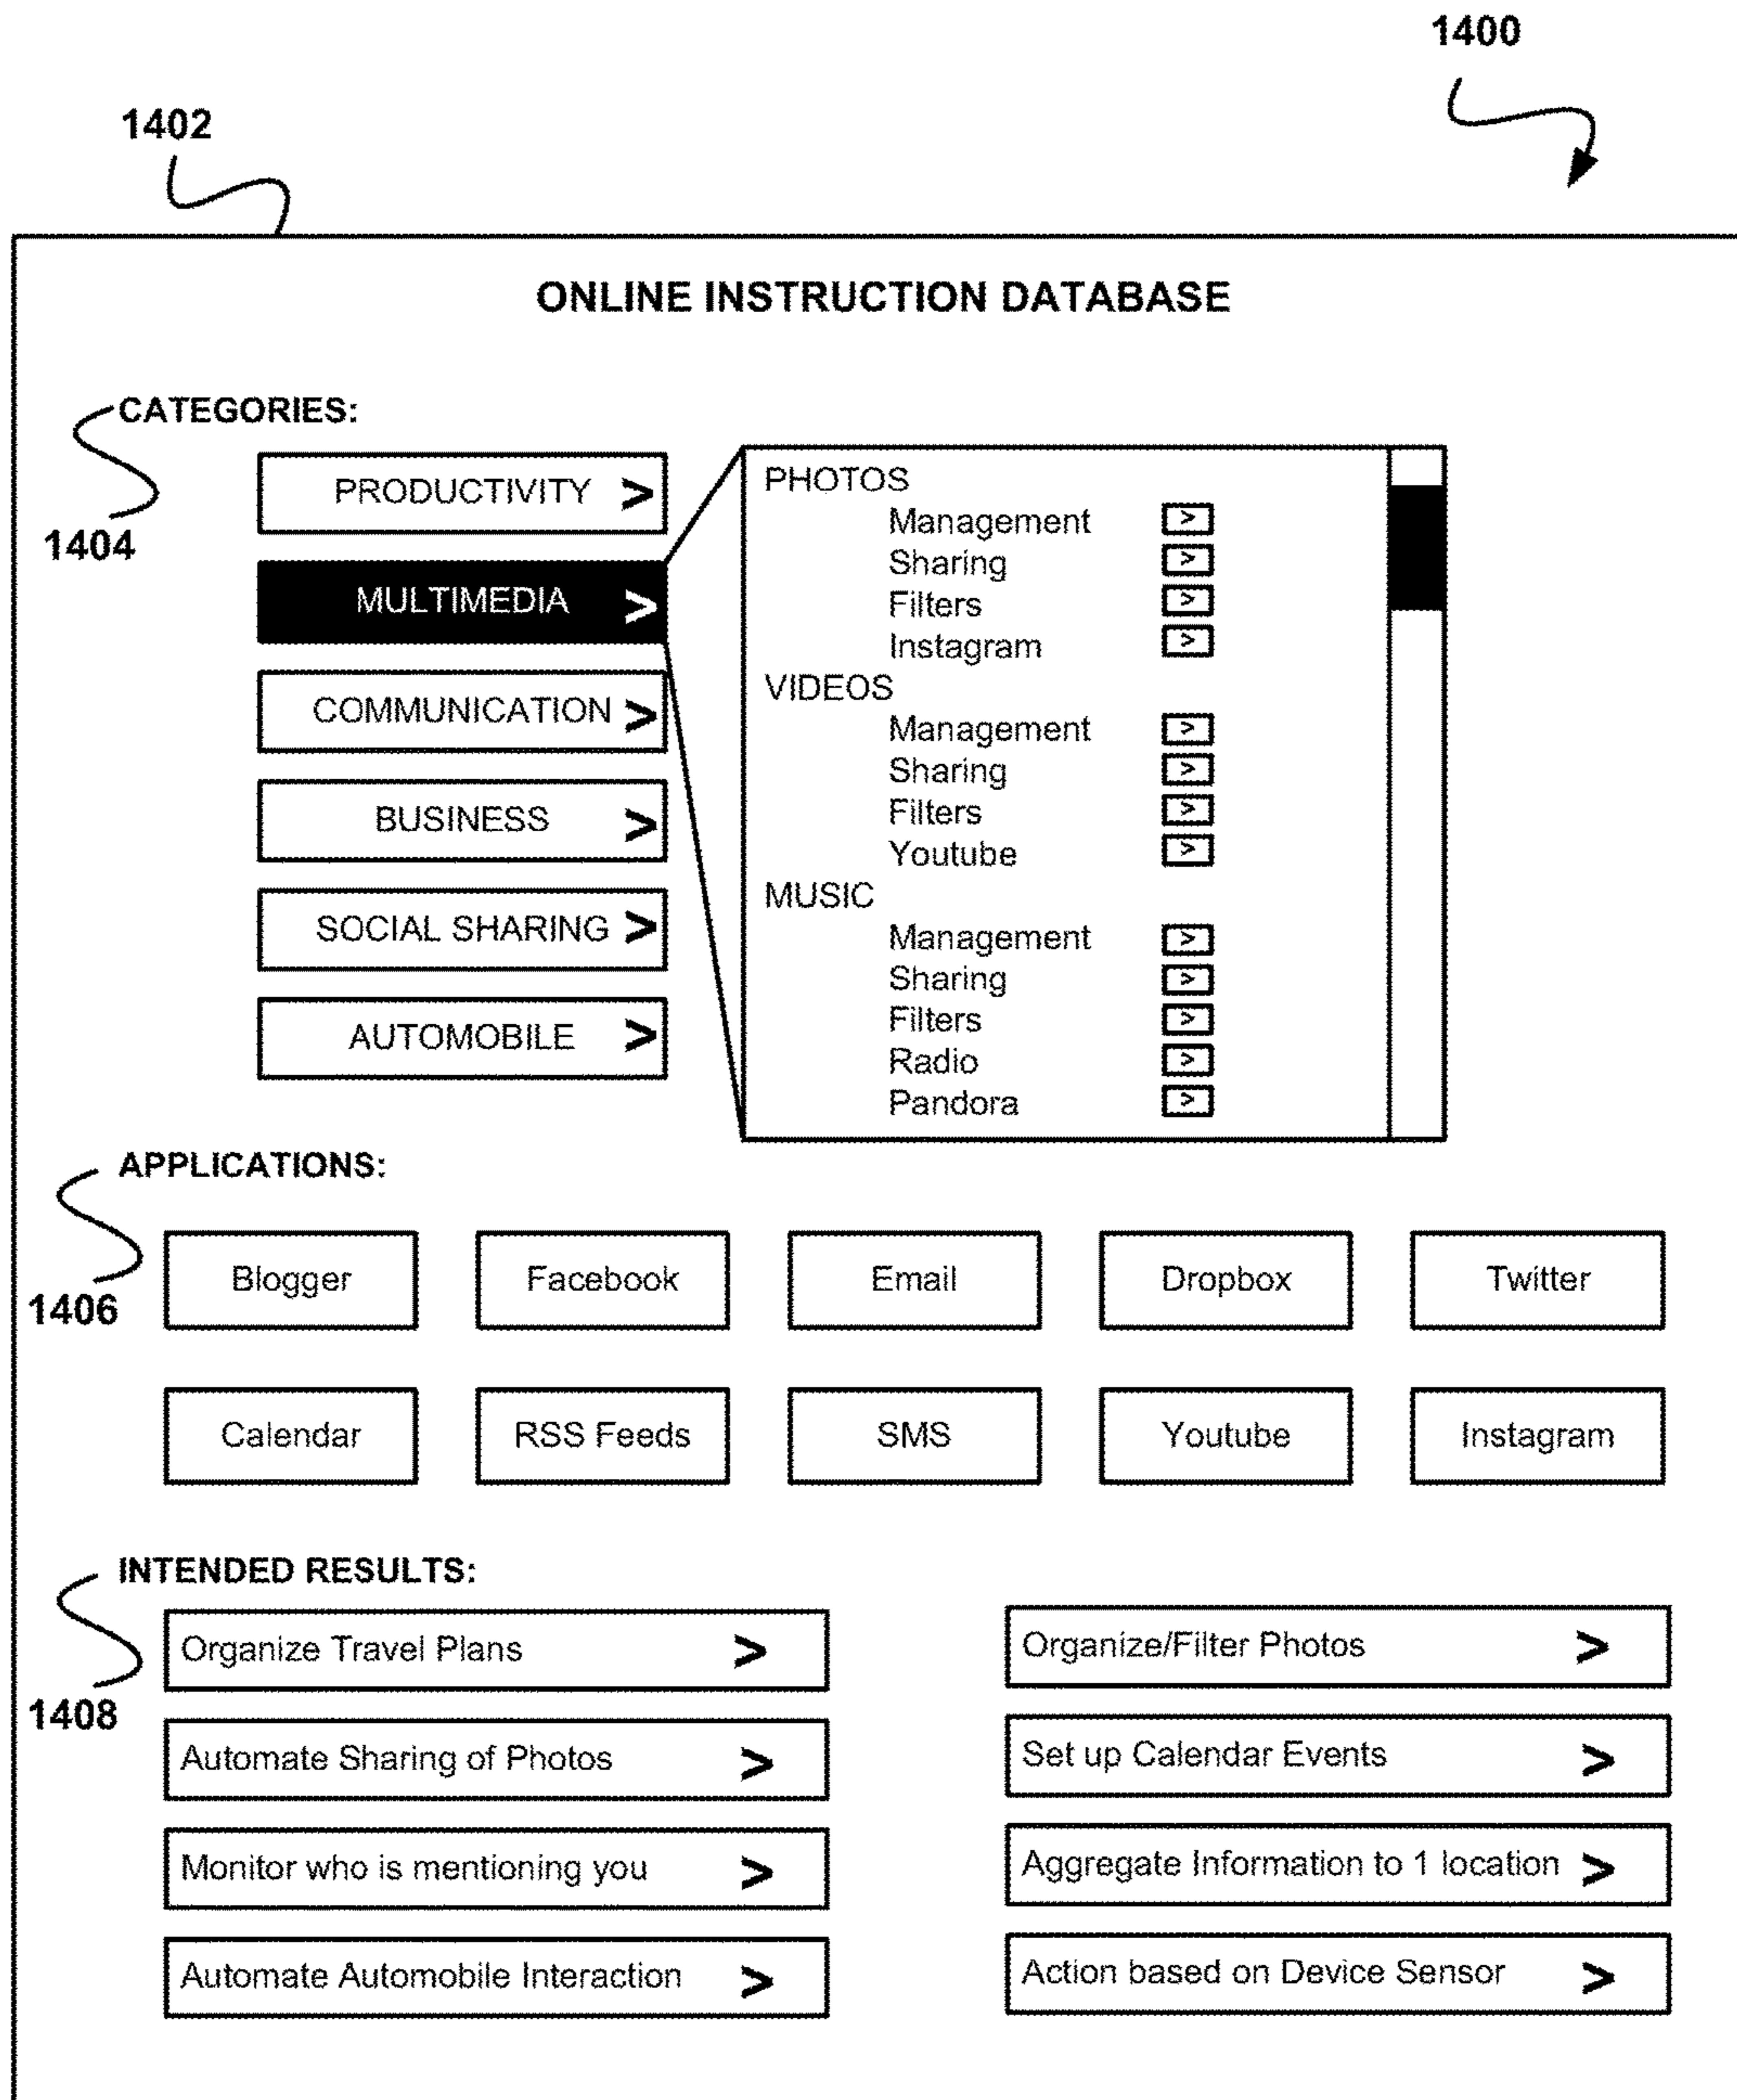 1400
1402
ONLINE INSTRUCTION DATABASE
CATEGORIES:
1404
PRODUCTIVITY >
MULTIMEDIA >
COMMUNICATION >
BUSINESS >
SOCIAL SHARING >
AUTOMOBILE >
PHOTOS
Management >
Sharing >
Filters >
Instagram >
VIDEOS
Management >
Sharing >
Filters >
Youtube >
MUSIC
Management >
Sharing >
Filters >
Radio >
Pandora >
APPLICATIONS:
1406
Blogger Facebook Email Dropbox Twitter
Calendar RSS Feeds SMS Youtube Instagram
INTENDED RESULTS:
1408
Organize Travel Plans > Organize/Filter Photos >
Automate Sharing of Photos > Set up Calendar Events >
Monitor who is mentioning you > Aggregate Information to 1 location >
Automate Automobile Interaction > Action based on Device Sensor >